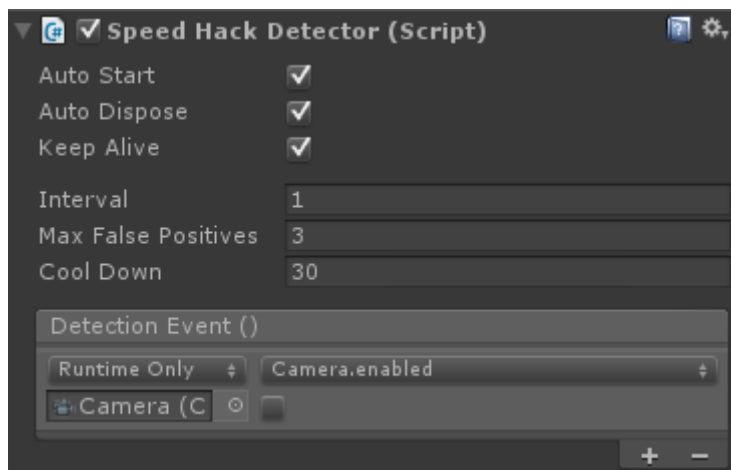 Speed Hack Detector (Script)
Auto Start
Auto Dispose
Keep Alive
Interval 1
Max False Positives 3
Cool Down 30
Detection Event ()
Runtime Only Camera.enabled
Camera (C
+ −